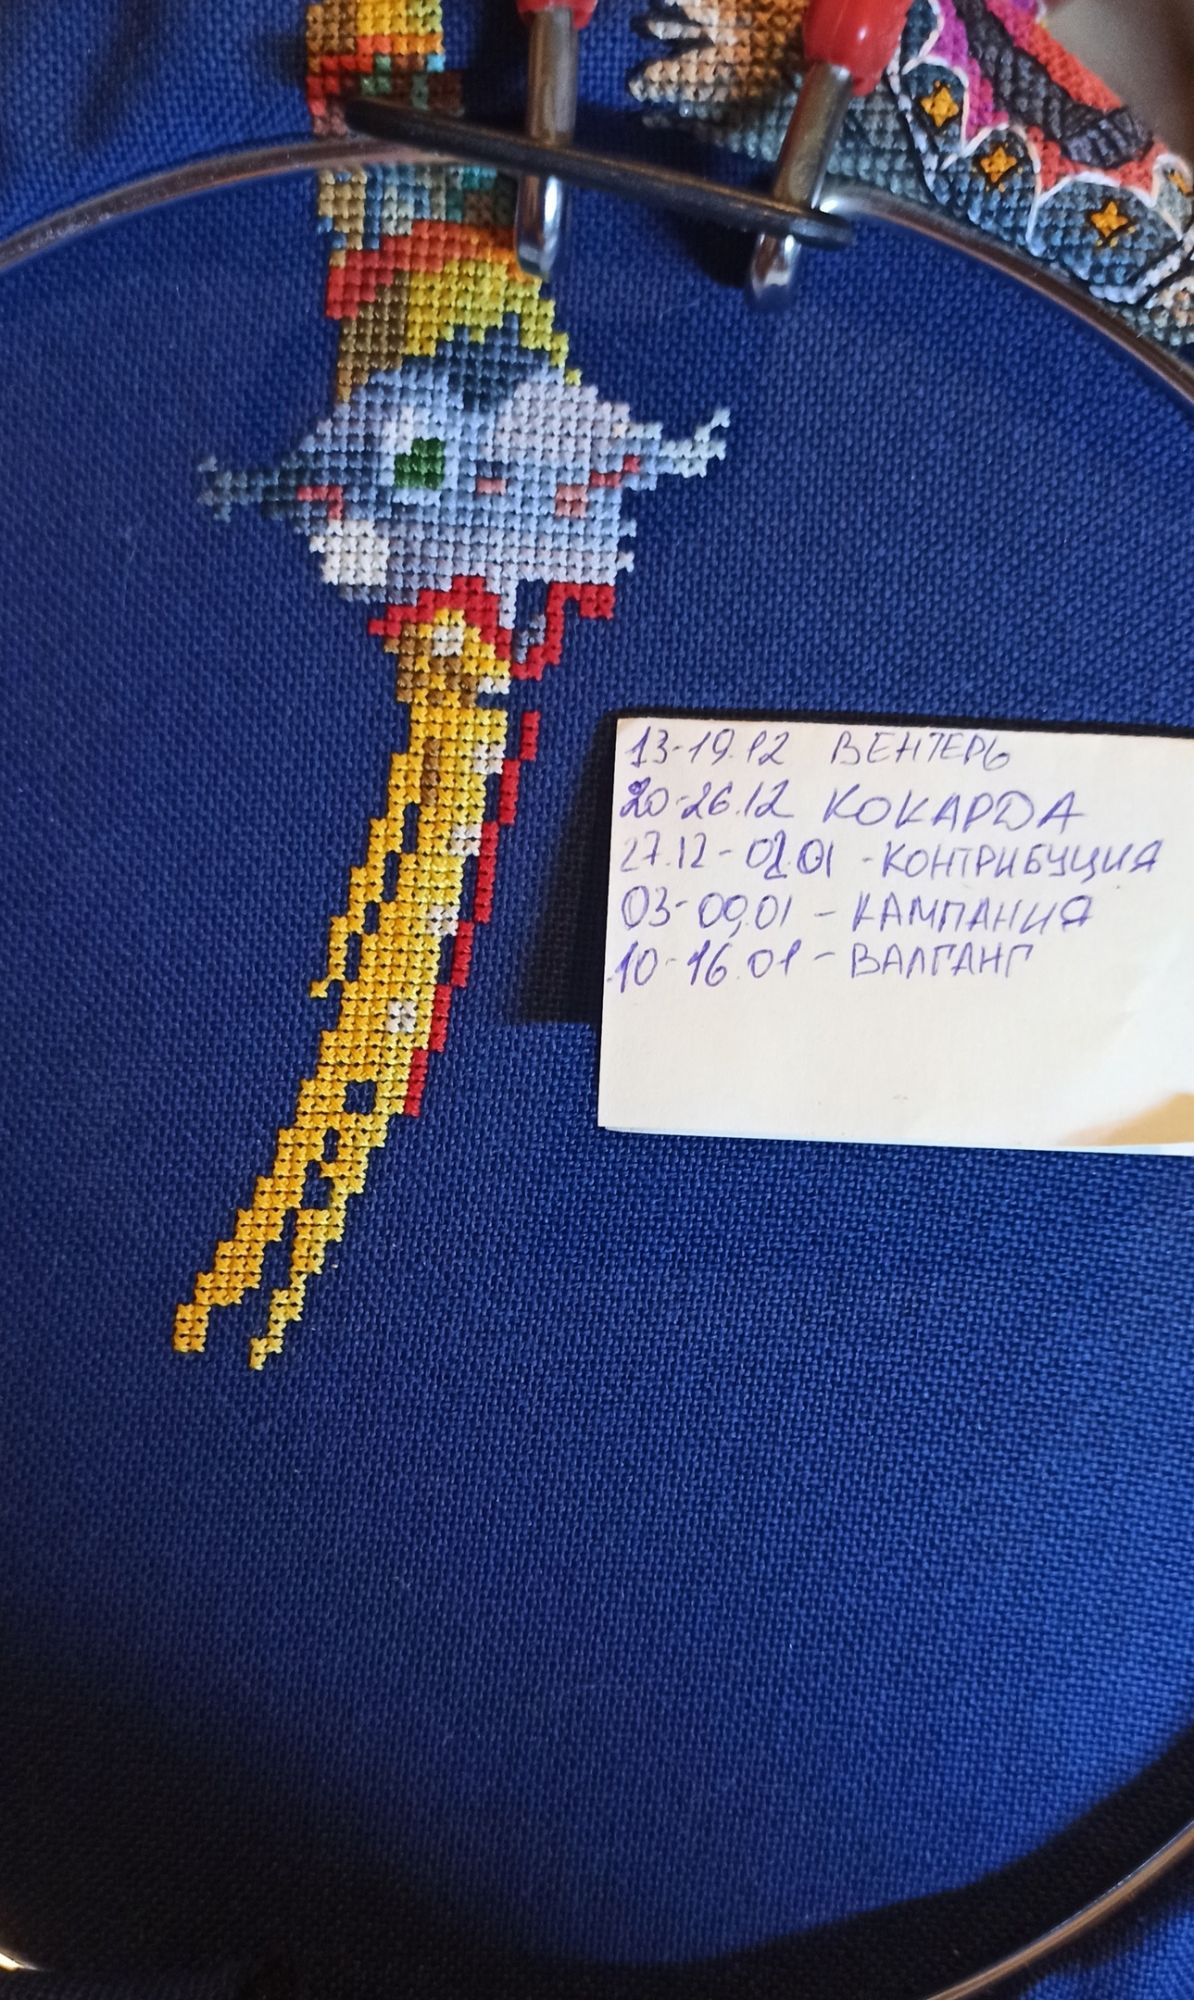 13-19.12 ВЕНТЕРЬ
20-26.12 КОКАРДА
27.12-02.01 -КОНТРИБУЦИЯ
03-09.01 - КАМПАНИЯ
10-16.01 - ВАЛГАНГ